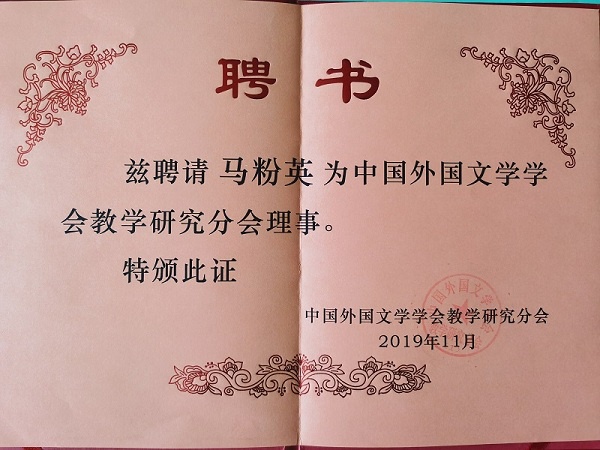 聘书
兹聘请 马粉英 为中国外国文学学
会教学研究分会理事。
特颁此证
中国外国文学学会教学研究分会
2019年11月